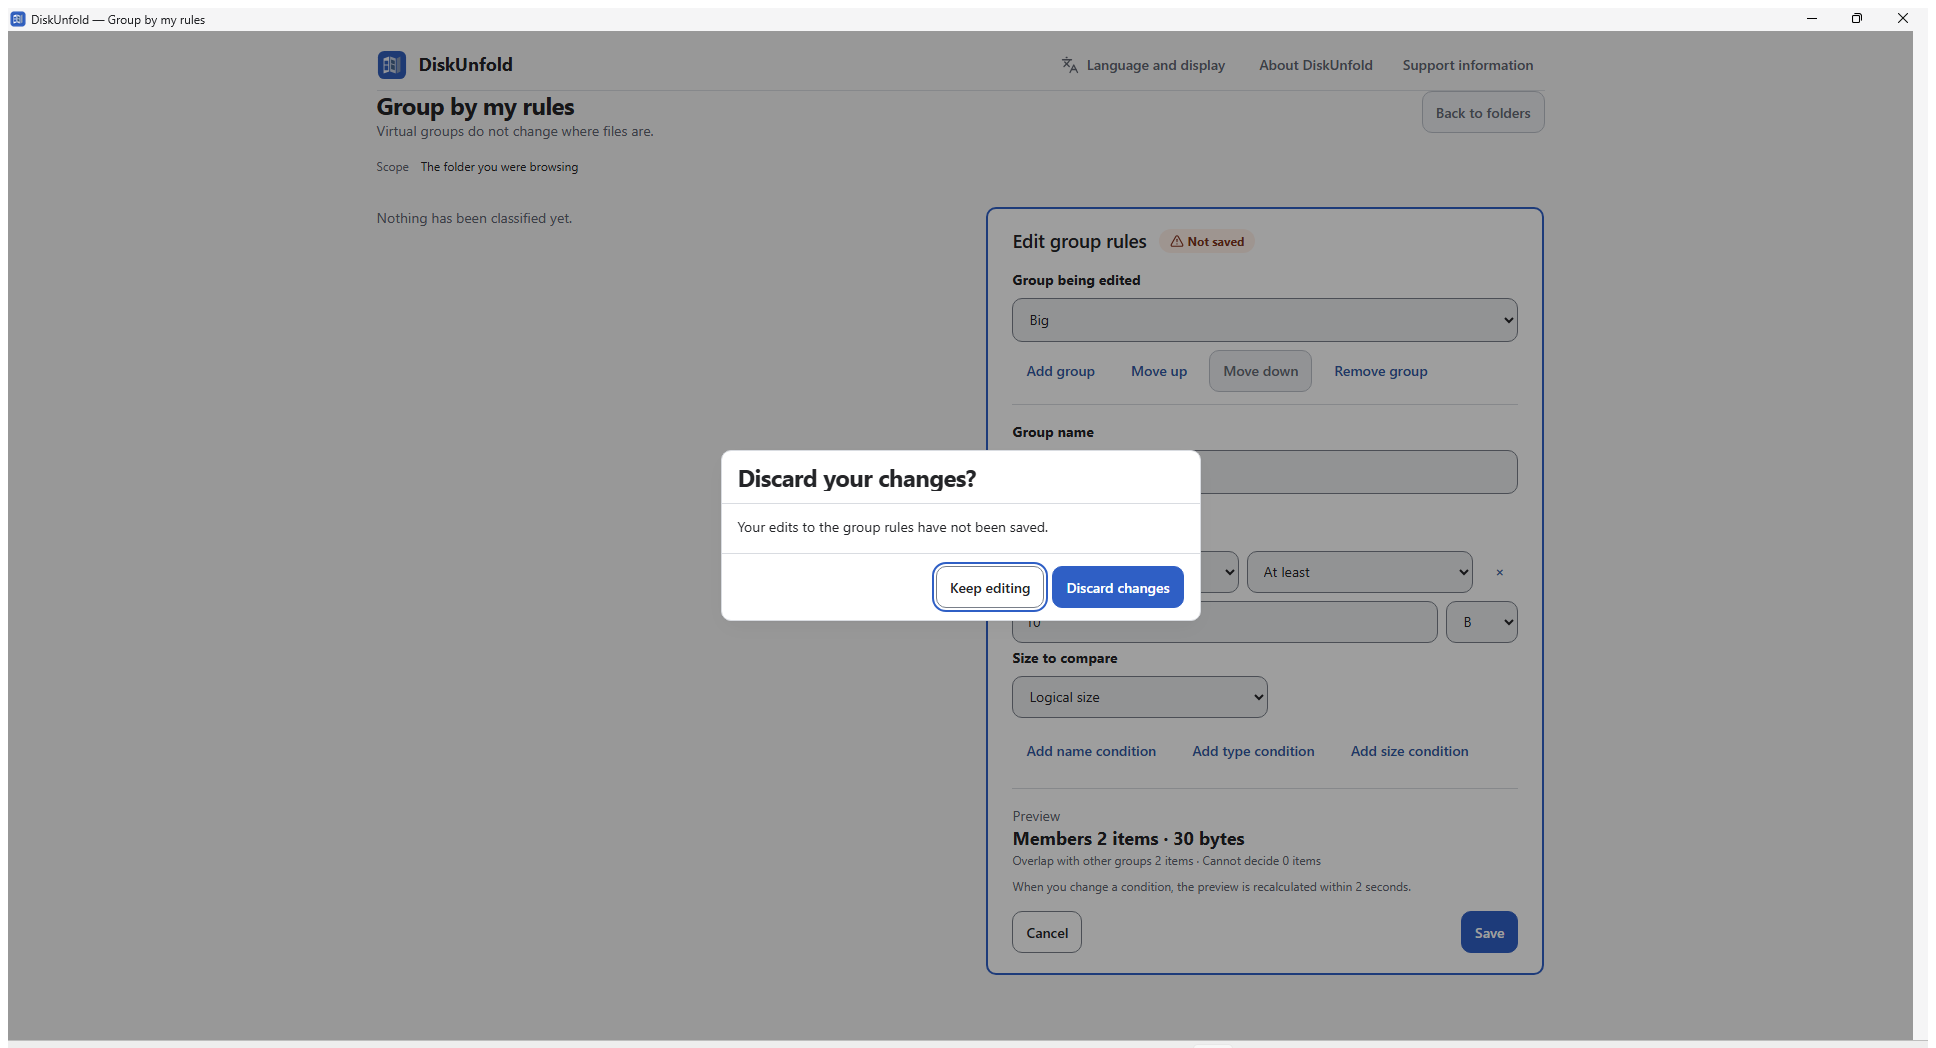 DiskUnfold — Group by my rules
DiskUnfold
Language and display
About DiskUnfold
Support information
Group by my rules
Back to folders
Virtual groups do not change where files are.
Scope The folder you were browsing
Nothing has been classified yet.
Edit group rules
Not saved
Group being edited
Big
Add group
Move up
Move down
Remove group
Group name
Discard your changes?
Your edits to the group rules have not been saved.
Keep editing
Discard changes
At least
×
B
Size to compare
Logical size
Add name condition
Add type condition
Add size condition
Preview
Members 2 items · 30 bytes
Overlap with other groups 2 items · Cannot decide 0 items
When you change a condition, the preview is recalculated within 2 seconds.
Cancel
Save